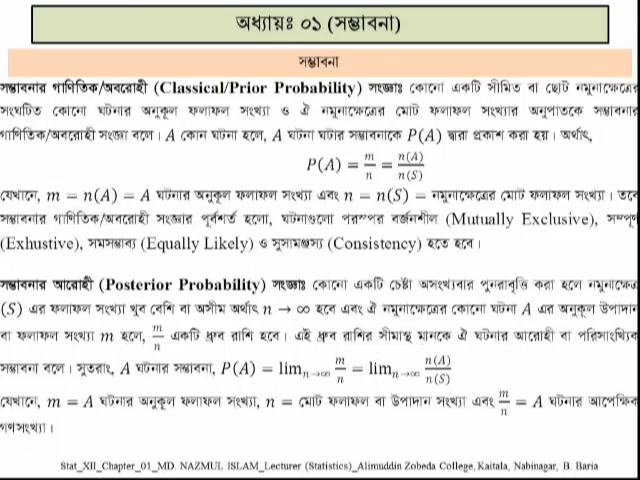 অধ্যায়ঃ ০১ (সম্ভাবনা)
সম্ভাবনা
সম্ভাবনার গাণিতিক/অবরোহী (Classical/Prior Probability) সংজ্ঞাঃ কোনো একটি সীমিত বা ছোট নমুনাক্ষেত্রের
সংঘটিত কোনো ঘটনার অনুকূল ফলাফল সংখ্যা ও ঐ নমুনাক্ষেত্রের মোট ফলাফল সংখ্যার অনুপাতকে সম্ভাবনার
গাণিতিক/অবরোহী সংজ্ঞা বলে। A কোন ঘটনা হলে, A ঘটনা ঘটার সম্ভাবনাকে P(A) দ্বারা প্রকাশ করা হয়। অর্থাৎ,
P(A) = m/n = n(A)/n(S)
যেখানে, m = n(A) = A ঘটনার অনুকূল ফলাফল সংখ্যা এবং n = n(S) = নমুনাক্ষেত্রের মোট ফলাফল সংখ্যা। তবে
সম্ভাবনার গাণিতিক/অবরোহী সংজ্ঞার পূর্বশর্ত হলো, ঘটনাগুলো পরস্পর বর্জনশীল (Mutually Exclusive), সম্পূর্ণ
(Exhustive), সমসম্ভাব্য (Equally Likely) ও সুসামঞ্জস্য (Consistency) হতে হবে।
সম্ভাবনার আরোহী (Posterior Probability) সংজ্ঞাঃ কোনো একটি চেষ্টা অসংখ্যবার পুনরাবৃত্তি করা হলে নমুনাক্ষেত্র
(S) এর ফলাফল সংখ্যা খুব বেশি বা অসীম অর্থাৎ n → ∞ হবে এবং ঐ নমুনাক্ষেত্রের কোনো ঘটনা A এর অনুকূল উপাদান
বা ফলাফল সংখ্যা m হলে, m/n একটি ধ্রুব রাশি হবে। এই ধ্রুব রাশির সীমাস্থ মানকে ঐ ঘটনার আরোহী বা পরিসাংখ্যিক
সম্ভাবনা বলে। সুতরাং, A ঘটনার সম্ভাবনা, P(A) = lim n→∞ m/n = lim n→∞ n(A)/n(S)
যেখানে, m = A ঘটনার অনুকূল ফলাফল সংখ্যা, n = মোট ফলাফল বা উপাদান সংখ্যা এবং m/n = A ঘটনার আপেক্ষিক
গণসংখ্যা।
Stat_XII_Chapter_01_MD. NAZMUL ISLAM_Lecturer (Statistics)_Alimuddin Zobeda College, Kaitala, Nabinagar, B. Baria